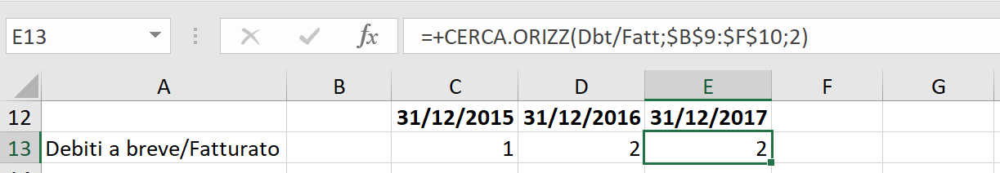 E13 fx =+CERCA.ORIZZ(Dbt/Fatt;$B$9:$F$10;2)
A B C D E F G
12 31/12/2015 31/12/2016 31/12/2017
13 Debiti a breve/Fatturato 1 2 2